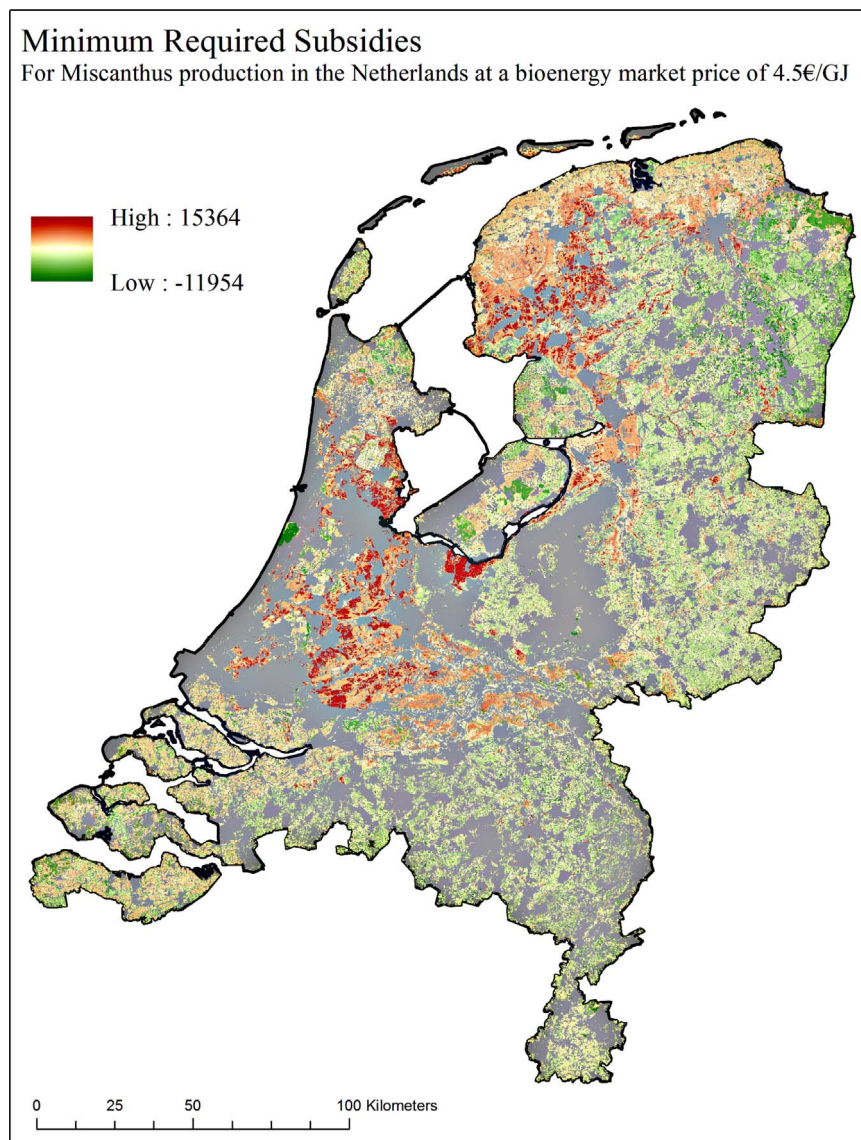 Minimum Required Subsidies
For Miscanthus production in the Netherlands at a bioenergy market price of 4.5€/GJ
High : 15364
Low : -11954
0 25 50 100 Kilometers